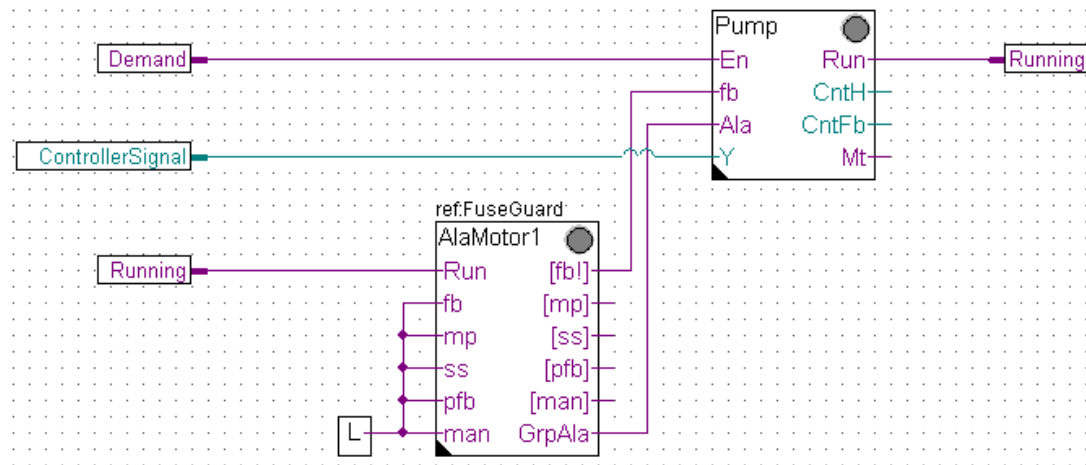 Pump
Demand
En Run
Running
fb CntH
Ala CntFb
ControllerSignal
Y Mt
ref:FuseGuard
AlaMotor1
Running
Run [fb!]
fb [mp]
mp [ss]
ss [pfb]
pfb [man]
L
man GrpAla